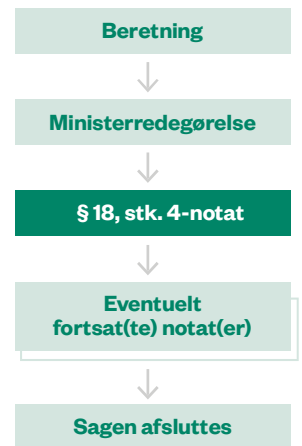 Beretning
Ministerredegørelse
§ 18, stk. 4-notat
Eventuelt
fortsat(te) notat(er)
Sagen afsluttes